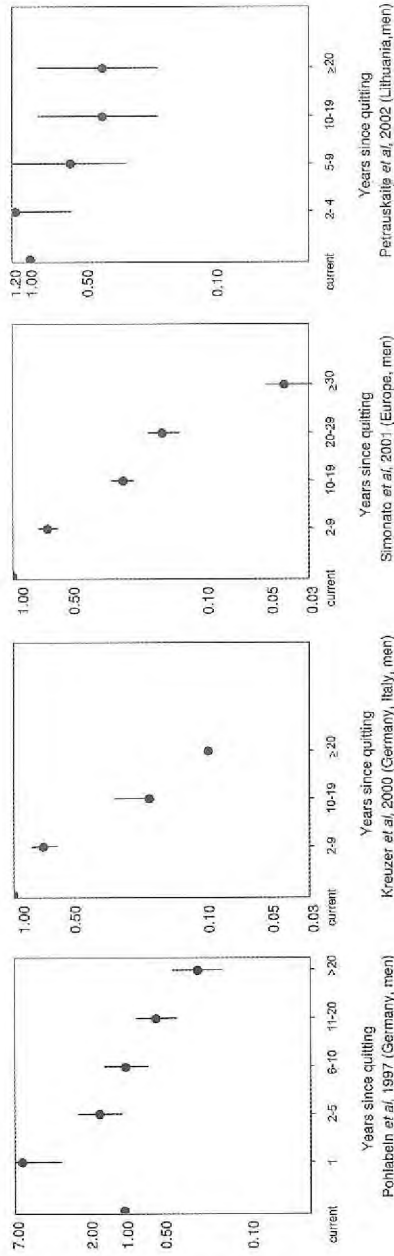 7.00
2.00
1.00
0.50
0.10
current
1
2-5
6-10
11-20
>20
Years since quitting
Pohlabeln et al, 1997 (Germany, men)
1.00
0.50
0.10
0.05
0.03
current
2-9
10-19
≥20
Years since quitting
Kreuzer et al, 2000 (Germany, Italy, men)
1.00
0.50
0.10
0.05
0.03
current
2-9
10-19
20-29
≥30
Years since quitting
Simonato et al, 2001 (Europe, men)
1.20
1.00
0.50
0.10
current
2-4
5-9
10-19
≥20
Years since quitting
Petrauskaite et al, 2002 (Lithuania,men)